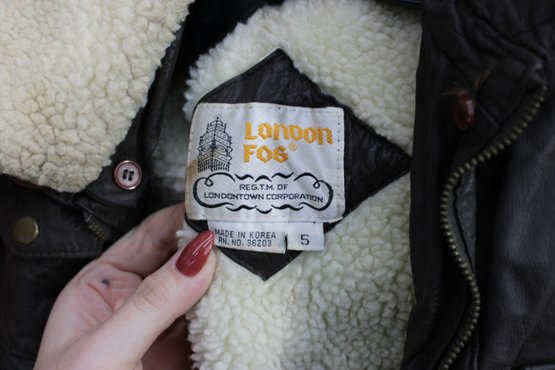 LONDON
FOG®
REG.T.M. OF
LONDONTOWN CORPORATION
MADE IN KOREA
RN. NO. 36203
5